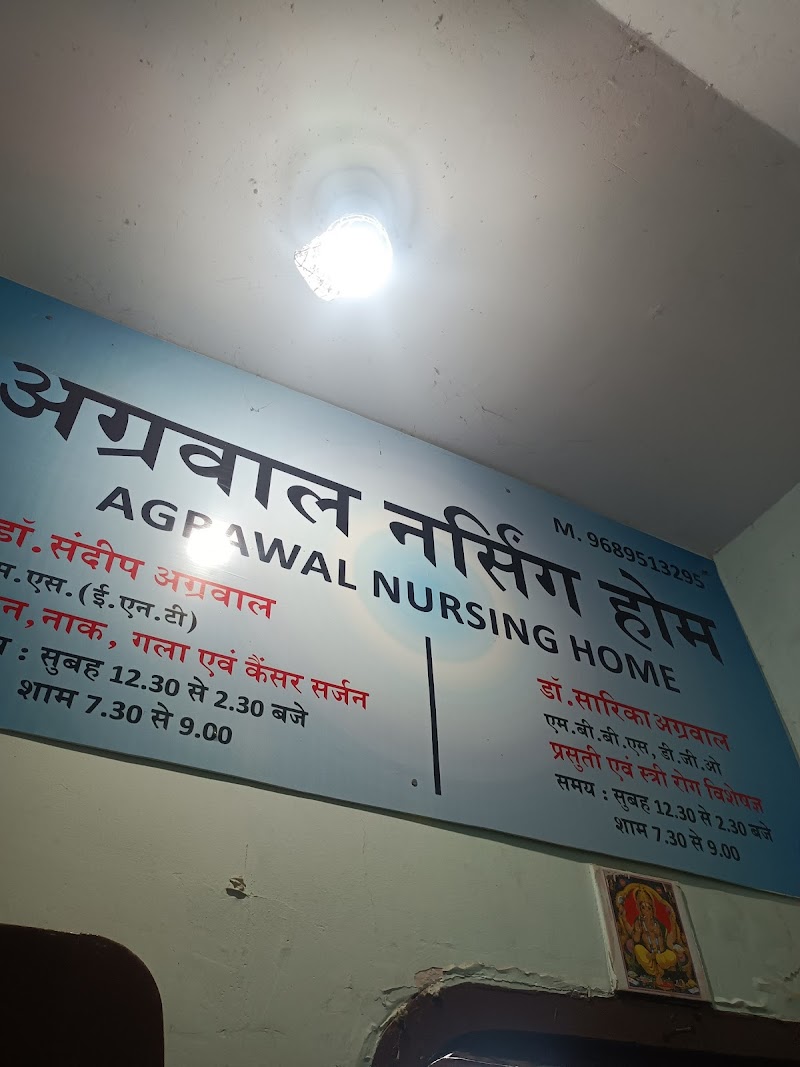 अग्रवाल नर्सिंग होम
M. 9689513295
AGRAWAL NURSING HOME
डॉ.संदीप अग्रवाल
एस.(ई.एन.टी)
नाक, गला एवं कैंसर सर्जन
: सुबह 12.30 से 2.30 बजे
शाम 7.30 से 9.00
डॉ.सारिका अग्रवाल
एम.बी.बी.एस, डी.जी.ओ
प्रसुती एवं स्त्री रोग विशेषज्ञ
समय : सुबह 12.30 से 2.30 बजे
शाम 7.30 से 9.00